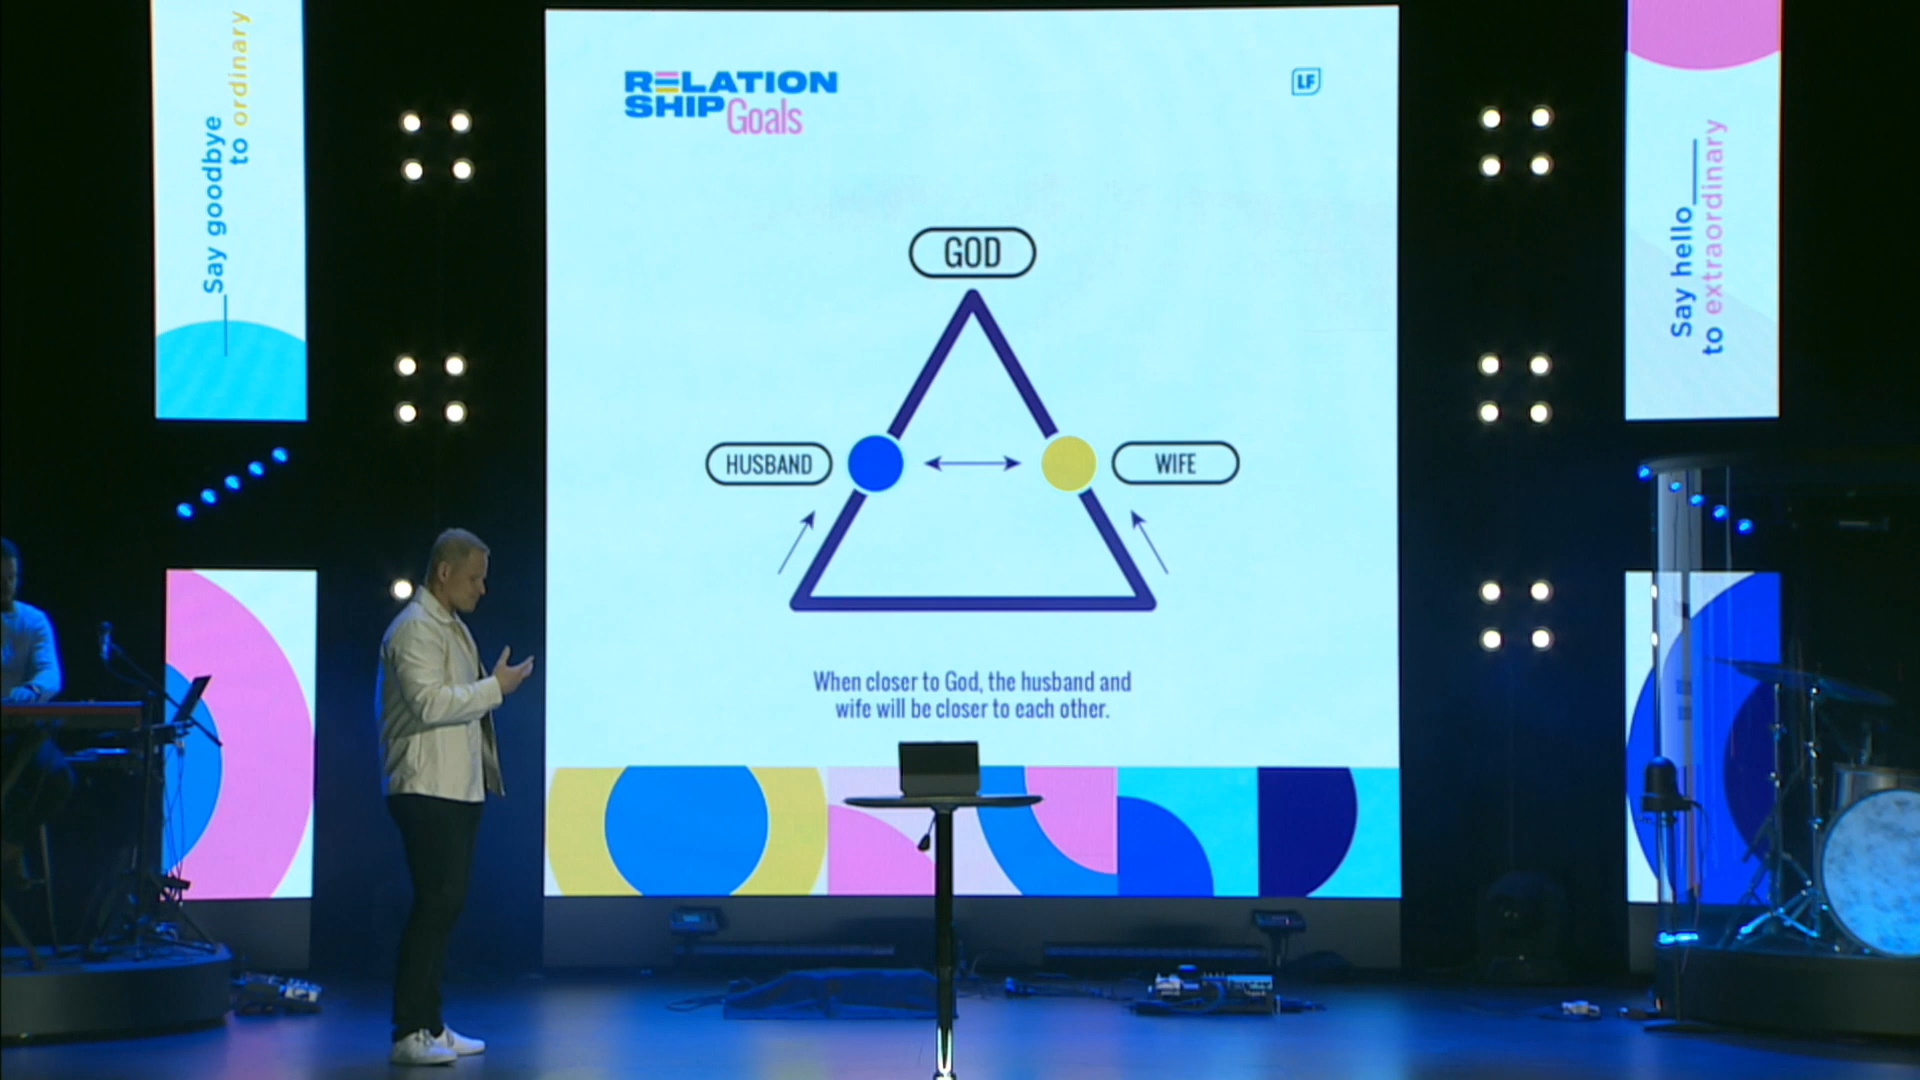 Say goodbye
to ordinary
RELATION
SHIP Goals
LF
Say hello
to extraordinary
GOD
HUSBAND
WIFE
When closer to God, the husband and
wife will be closer to each other.